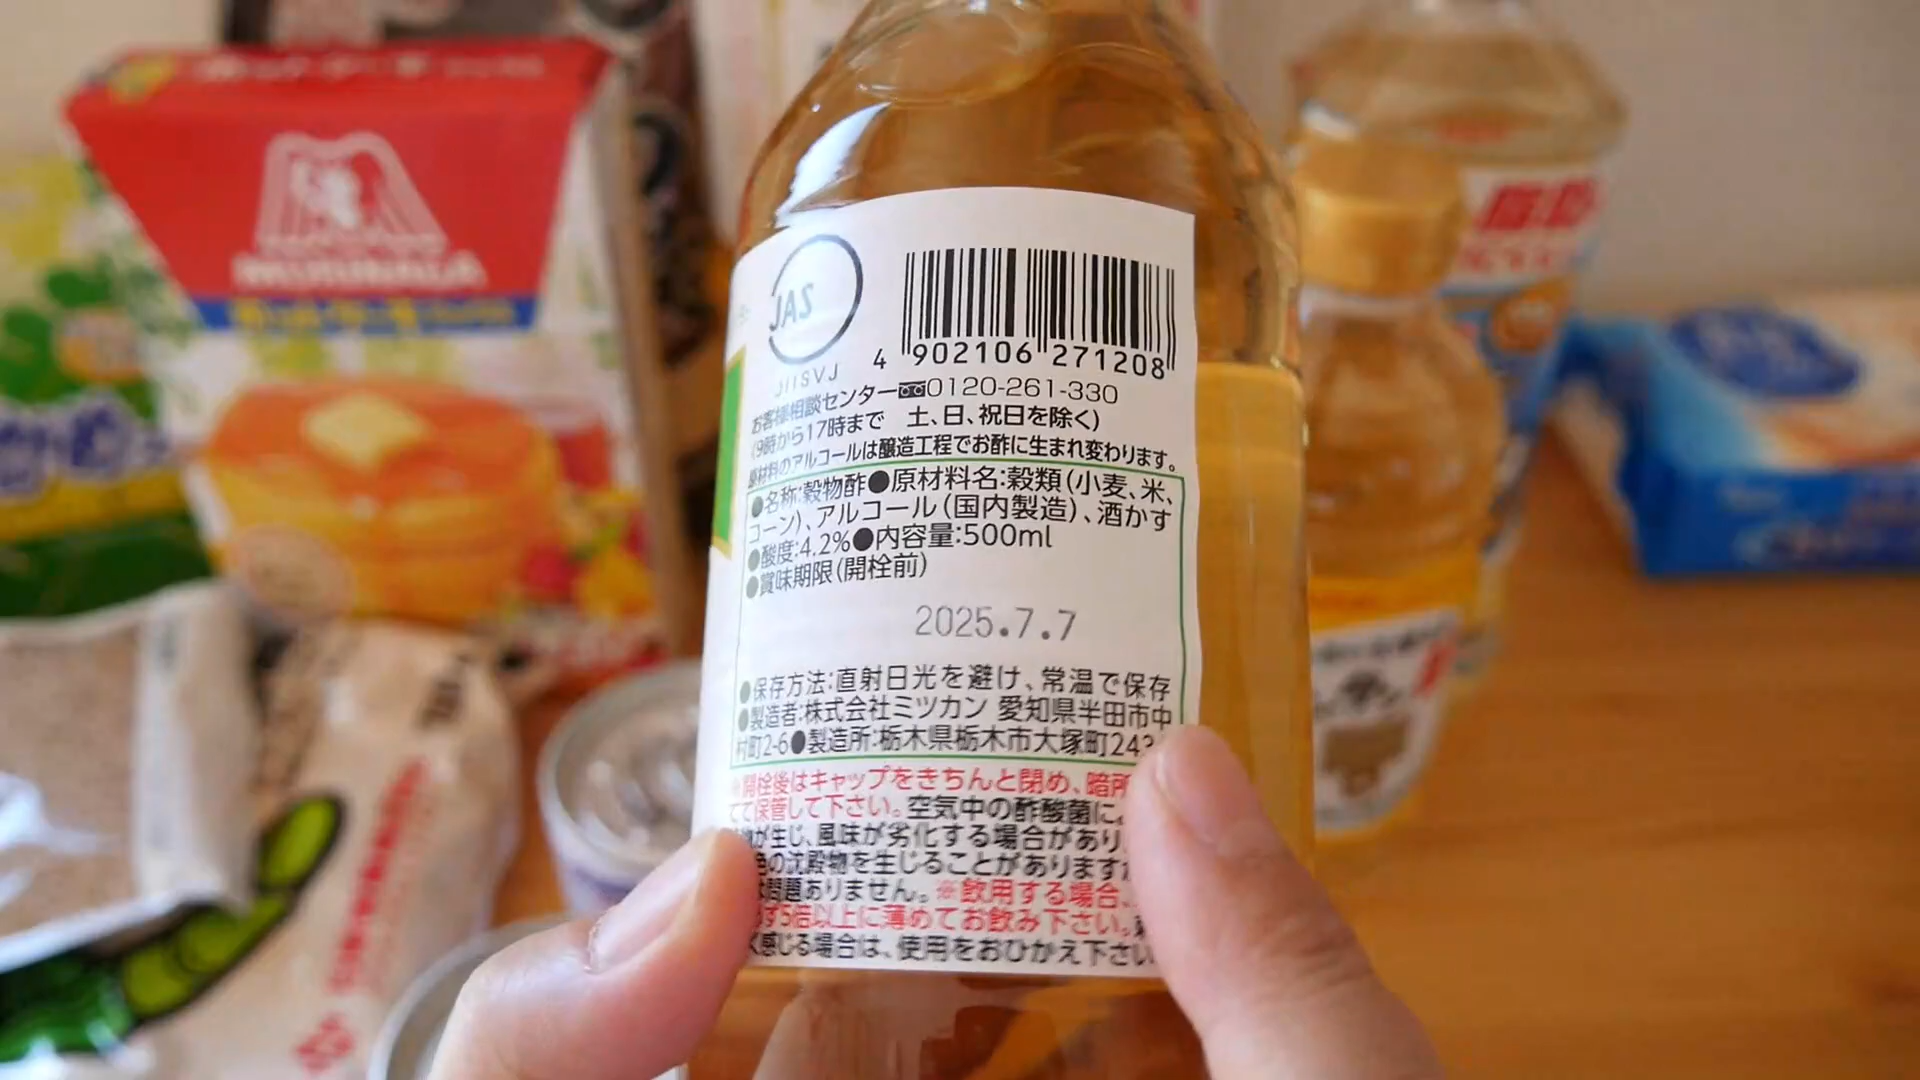 MORINAGA
JAS
JIISVJ
4 902106 271208
お客様相談センター 0120-261-330
(9時から17時まで 土、日、祝日を除く)
原材料のアルコールは醸造工程でお酢に生まれ変わります。
●名称:穀物酢●原材料名:穀類(小麦、米、
コーン)、アルコール(国内製造)、酒かす
●酸度:4.2%●内容量:500ml
●賞味期限(開栓前)
2025.7.7
●保存方法:直射日光を避け、常温で保存
●製造者:株式会社ミツカン 愛知県半田市中
村町2-6●製造所:栃木県栃木市大塚町243
※開栓後はキャップをきちんと閉め、暗所
てて保管して下さい。空気中の酢酸菌に
が生じ、風味が劣化する場合があり
色の沈殿物を生じることがあります
は問題ありません。※飲用する場合、
ず5倍以上に薄めてお飲み下さい。
く感じる場合は、使用をおひかえ下さい